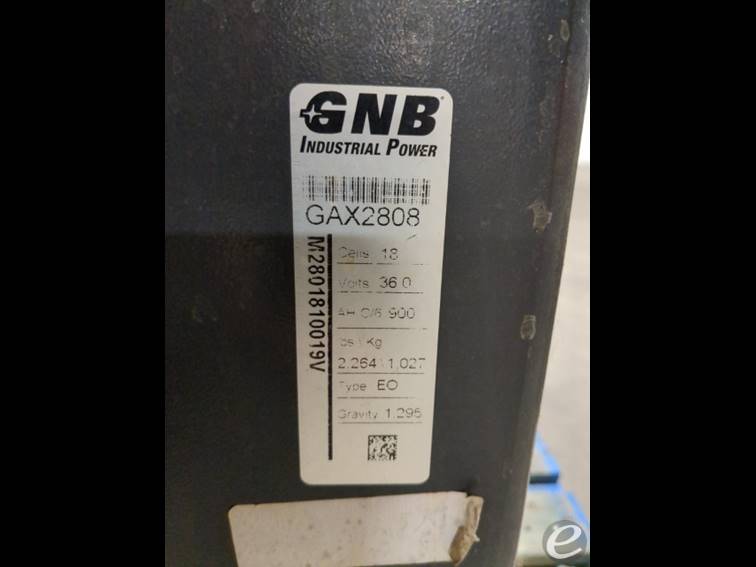 GNB
INDUSTRIAL POWER
GAX2808
M2801810019V
Cells 18
Volts 36.0
AH C/6 900
lbs \ Kg
2,264 \ 1,027
Type EO
Gravity 1.295
e